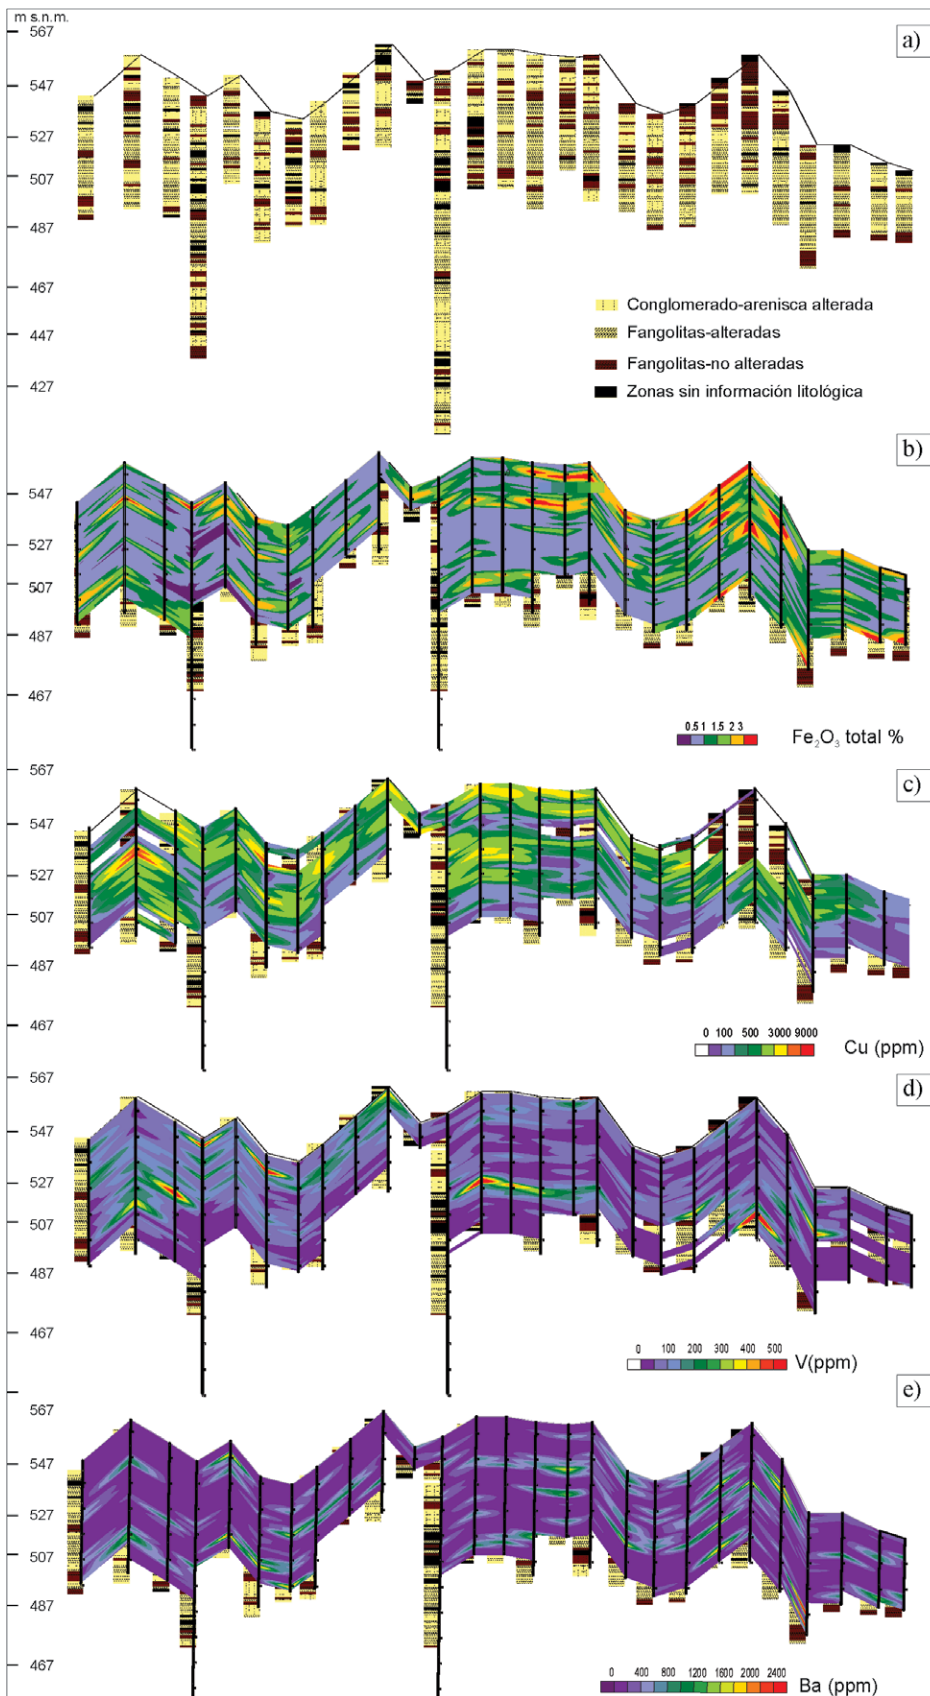 m s.n.m.
567
a)
547
527
507
487
467
447
427
Conglomerado-arenisca alterada
Fangolitas-alteradas
Fangolitas-no alteradas
Zonas sin información litológica
b)
547
527
507
487
467
0.5 1 1.5 2 3
Fe₂O₃ total %
567
c)
547
527
507
487
467
0 100 500 3000 9000
Cu (ppm)
567
d)
547
527
507
487
467
0 100 200 300 400 500
V(ppm)
e)
567
547
527
507
487
467
0 400 800 1200 1600 2000 2400
Ba (ppm)